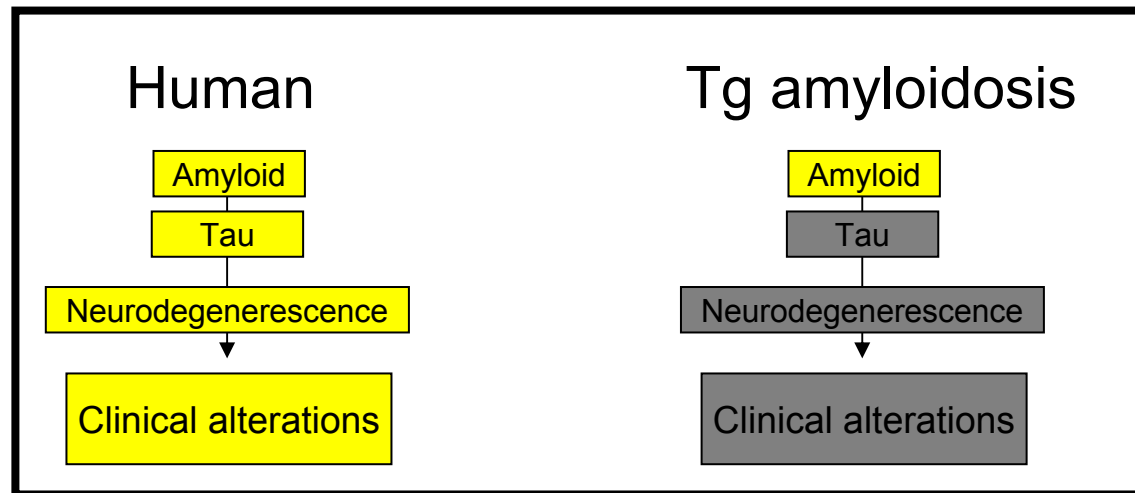 Human
Amyloid
Tau
Neurodegenerescence
Clinical alterations
Tg amyloidosis
Amyloid
Tau
Neurodegenerescence
Clinical alterations